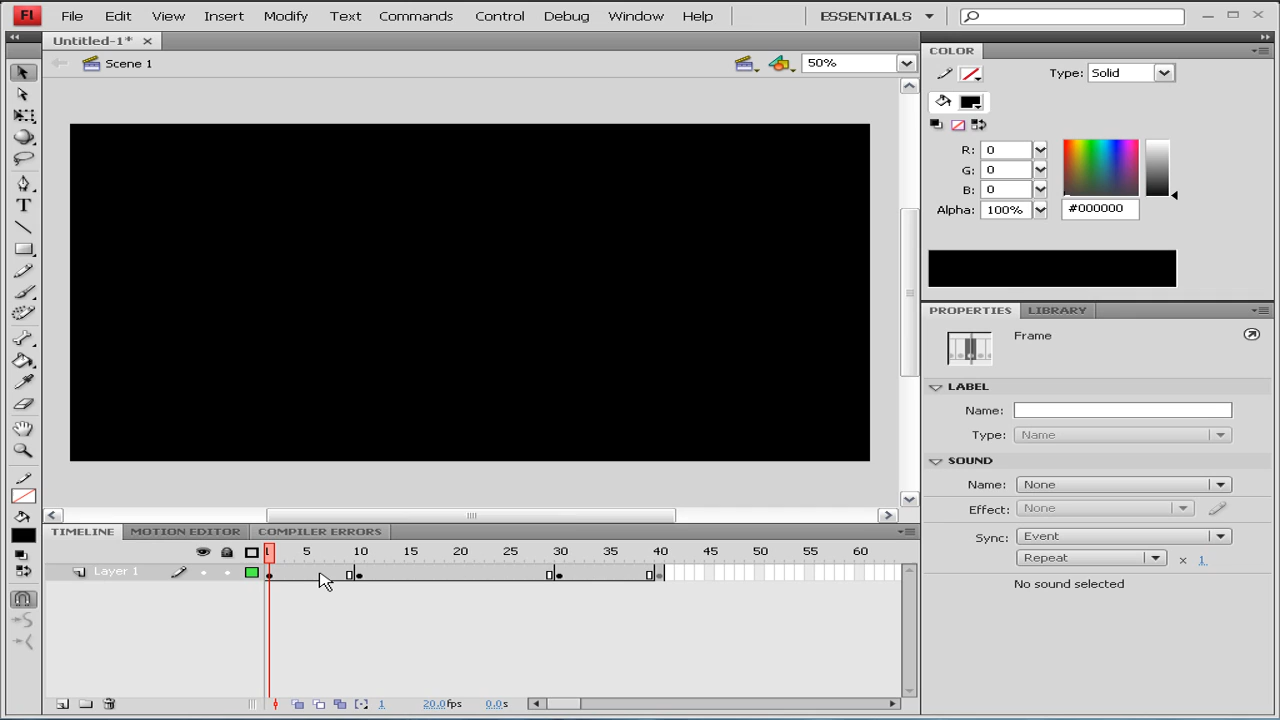 Fl File Edit View Insert Modify Text Commands Control Debug Window Help ESSENTIALS
Untitled-1*
Scene 1 50%
COLOR
Type: Solid
R: 0
G: 0
B: 0
Alpha: 100% #000000
PROPERTIES LIBRARY
Frame
LABEL
Name:
Type: Name
SOUND
Name: None
Effect: None
Sync: Event
Repeat x 1
No sound selected
TIMELINE MOTION EDITOR COMPILER ERRORS
1 5 10 15 20 25 30 35 40 45 50 55 60
Layer 1
1 20.0fps 0.0s